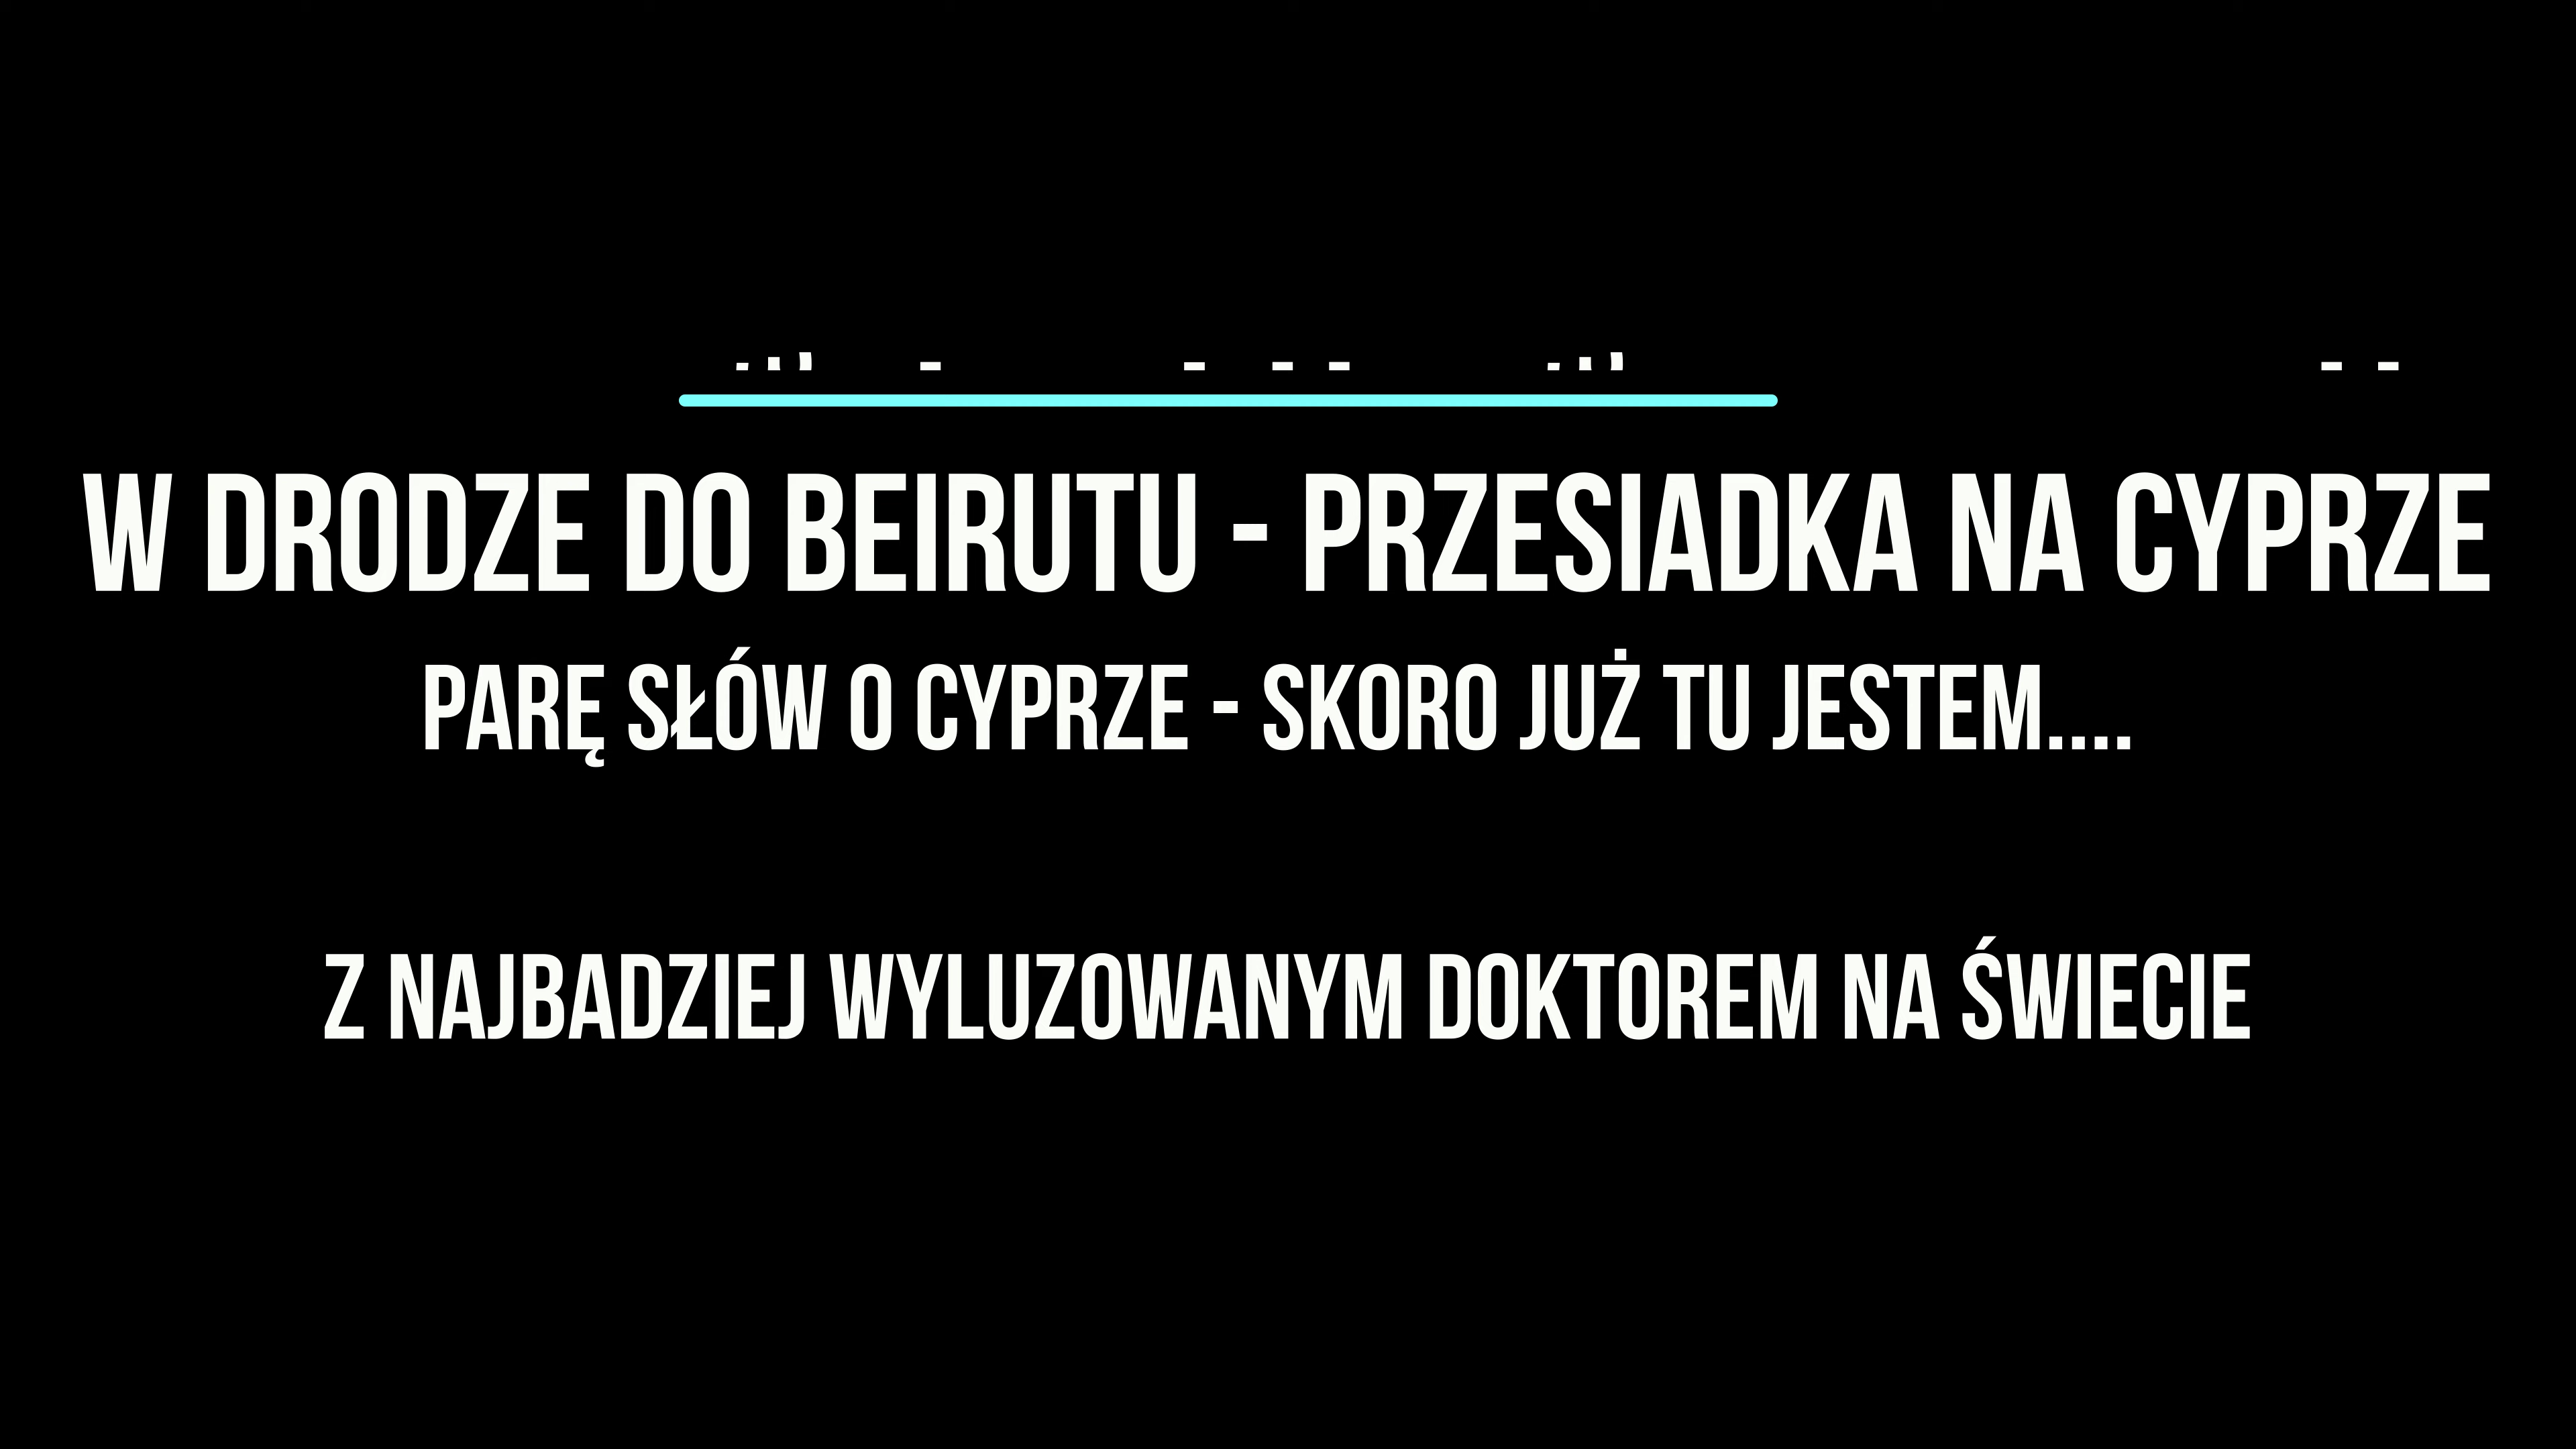 W DRODZE DO BEIRUTU - PRZESIADKA NA CYPRZE
PARĘ SŁÓW O CYPRZE - SKORO JUŻ TU JESTEM....
Z NAJBADZIEJ WYLUZOWANYM DOKTOREM NA ŚWIECIE